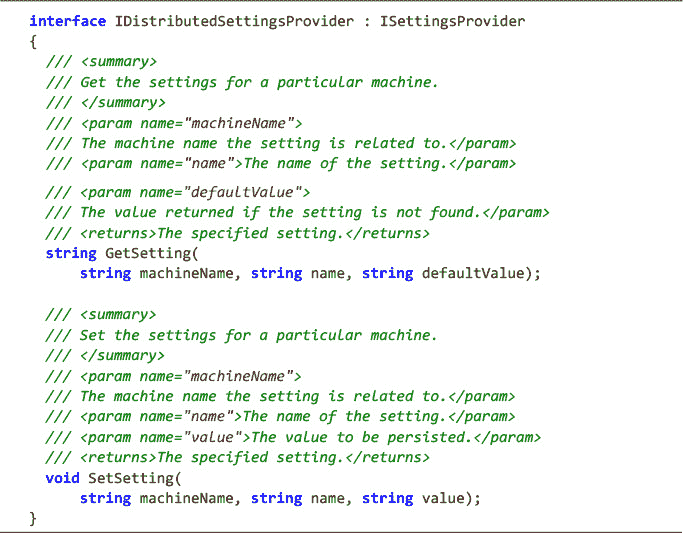 interface IDistributedSettingsProvider : ISettingsProvider
{
/// <summary>
/// Get the settings for a particular machine.
/// </summary>
/// <param name="machineName">
/// The machine name the setting is related to.</param>
/// <param name="name">The name of the setting.</param>
/// <param name="defaultValue">
/// The value returned if the setting is not found.</param>
/// <returns>The specified setting.</returns>
string GetSetting(
string machineName, string name, string defaultValue);
/// <summary>
/// Set the settings for a particular machine.
/// </summary>
/// <param name="machineName">
/// The machine name the setting is related to.</param>
/// <param name="name">The name of the setting.</param>
/// <param name="value">The value to be persisted.</param>
/// <returns>The specified setting.</returns>
void SetSetting(
string machineName, string name, string value);
}